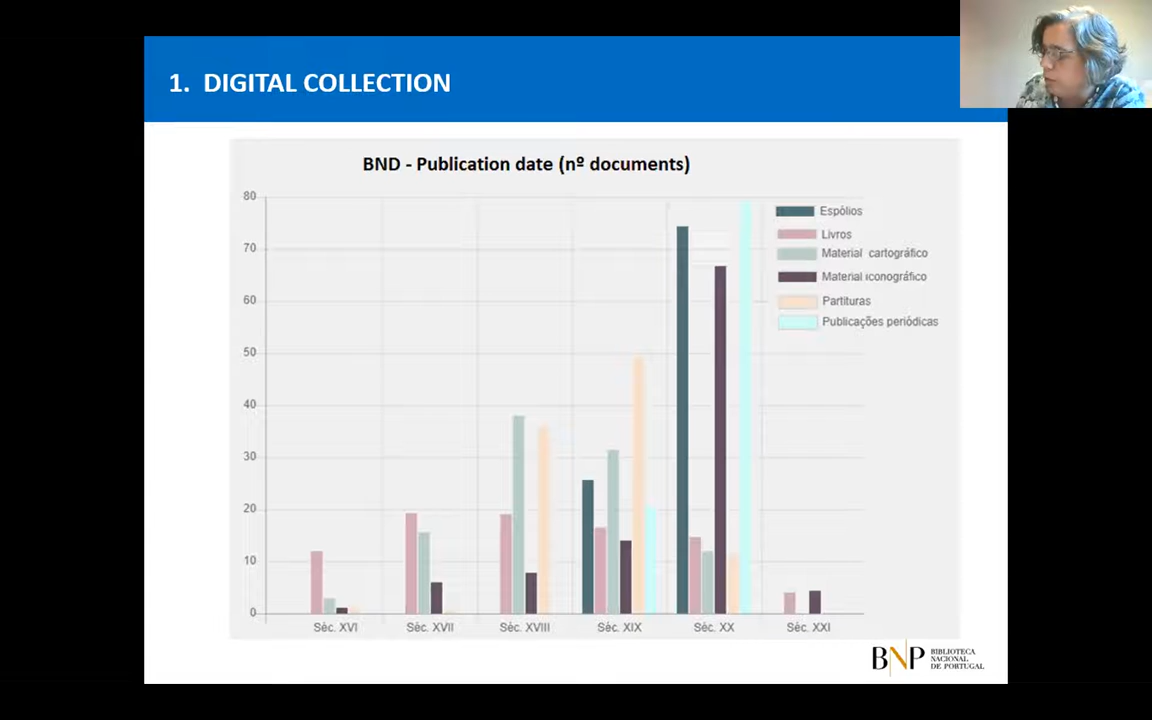 1. DIGITAL COLLECTION
BND - Publication date (nº documents)
80
70
60
50
40
30
20
10
0
Espólios
Livros
Material cartográfico
Material iconográfico
Partituras
Publicações periódicas
Séc. XVI
Séc. XVII
Séc. XVIII
Séc. XIX
Séc. XX
Séc. XXI
BNP
BIBLIOTECA
NACIONAL
DE PORTUGAL